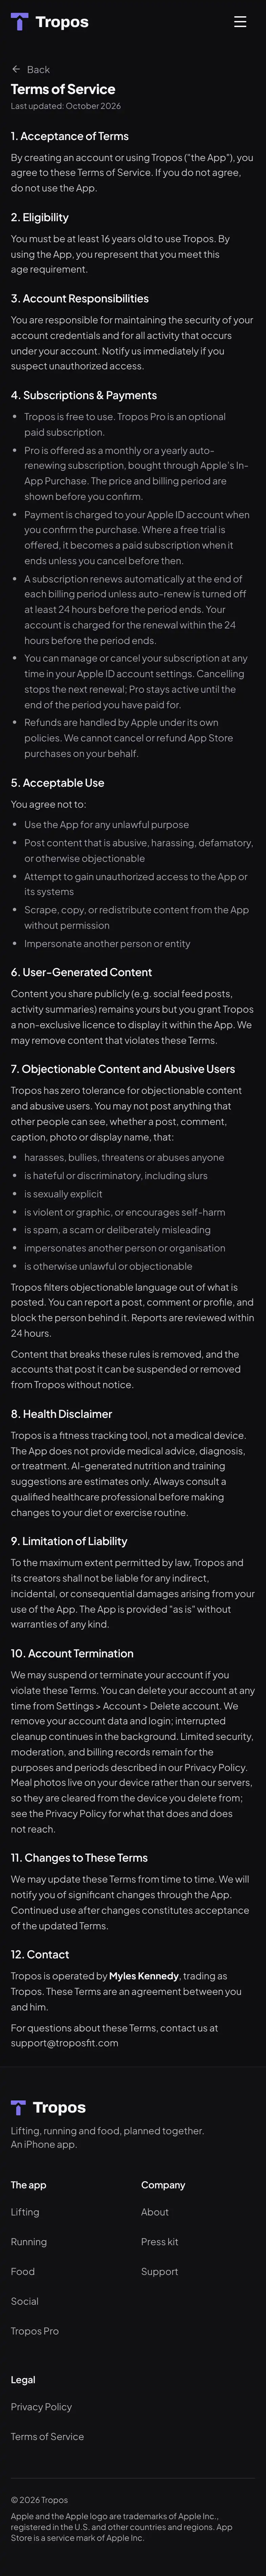 Tropos
Back
Terms of Service
Last updated: October 2026
1. Acceptance of Terms
By creating an account or using Tropos ("the App"), you
agree to these Terms of Service. If you do not agree,
do not use the App.
2. Eligibility
You must be at least 16 years old to use Tropos. By
using the App, you represent that you meet this
age requirement.
3. Account Responsibilities
You are responsible for maintaining the security of your
account credentials and for all activity that occurs
under your account. Notify us immediately if you
suspect unauthorized access.
4. Subscriptions & Payments
• Tropos is free to use. Tropos Pro is an optional
paid subscription.
• Pro is offered as a monthly or a yearly auto-
renewing subscription, bought through Apple's In-
App Purchase. The price and billing period are
shown before you confirm.
• Payment is charged to your Apple ID account when
you confirm the purchase. Where a free trial is
offered, it becomes a paid subscription when it
ends unless you cancel before then.
• A subscription renews automatically at the end of
each billing period unless auto-renew is turned off
at least 24 hours before the period ends. Your
account is charged for the renewal within the 24
hours before the period ends.
• You can manage or cancel your subscription at any
time in your Apple ID account settings. Cancelling
stops the next renewal; Pro stays active until the
end of the period you have paid for.
• Refunds are handled by Apple under its own
policies. We cannot cancel or refund App Store
purchases on your behalf.
5. Acceptable Use
You agree not to:
• Use the App for any unlawful purpose
• Post content that is abusive, harassing, defamatory,
or otherwise objectionable
• Attempt to gain unauthorized access to the App or
its systems
• Scrape, copy, or redistribute content from the App
without permission
• Impersonate another person or entity
6. User-Generated Content
Content you share publicly (e.g. social feed posts,
activity summaries) remains yours but you grant Tropos
a non-exclusive licence to display it within the App. We
may remove content that violates these Terms.
7. Objectionable Content and Abusive Users
Tropos has zero tolerance for objectionable content
and abusive users. You may not post anything that
other people can see, whether a post, comment,
caption, photo or display name, that:
• harasses, bullies, threatens or abuses anyone
• is hateful or discriminatory, including slurs
• is sexually explicit
• is violent or graphic, or encourages self-harm
• is spam, a scam or deliberately misleading
• impersonates another person or organisation
• is otherwise unlawful or objectionable
Tropos filters objectionable language out of what is
posted. You can report a post, comment or profile, and
block the person behind it. Reports are reviewed within
24 hours.
Content that breaks these rules is removed, and the
accounts that post it can be suspended or removed
from Tropos without notice.
8. Health Disclaimer
Tropos is a fitness tracking tool, not a medical device.
The App does not provide medical advice, diagnosis,
or treatment. AI-generated nutrition and training
suggestions are estimates only. Always consult a
qualified healthcare professional before making
changes to your diet or exercise routine.
9. Limitation of Liability
To the maximum extent permitted by law, Tropos and
its creators shall not be liable for any indirect,
incidental, or consequential damages arising from your
use of the App. The App is provided "as is" without
warranties of any kind.
10. Account Termination
We may suspend or terminate your account if you
violate these Terms. You can delete your account at any
time from Settings > Account > Delete account. We
remove your account data and login; interrupted
cleanup continues in the background. Limited security,
moderation, and billing records remain for the
purposes and periods described in our Privacy Policy.
Meal photos live on your device rather than our servers,
so they are cleared from the device you delete from;
see the Privacy Policy for what that does and does
not reach.
11. Changes to These Terms
We may update these Terms from time to time. We will
notify you of significant changes through the App.
Continued use after changes constitutes acceptance
of the updated Terms.
12. Contact
Tropos is operated by Myles Kennedy, trading as
Tropos. These Terms are an agreement between you
and him.
For questions about these Terms, contact us at
support@troposfit.com
Tropos
Lifting, running and food, planned together.
An iPhone app.
The app
Lifting
Running
Food
Social
Tropos Pro
Company
About
Press kit
Support
Legal
Privacy Policy
Terms of Service
© 2026 Tropos
Apple and the Apple logo are trademarks of Apple Inc.,
registered in the U.S. and other countries and regions. App
Store is a service mark of Apple Inc.